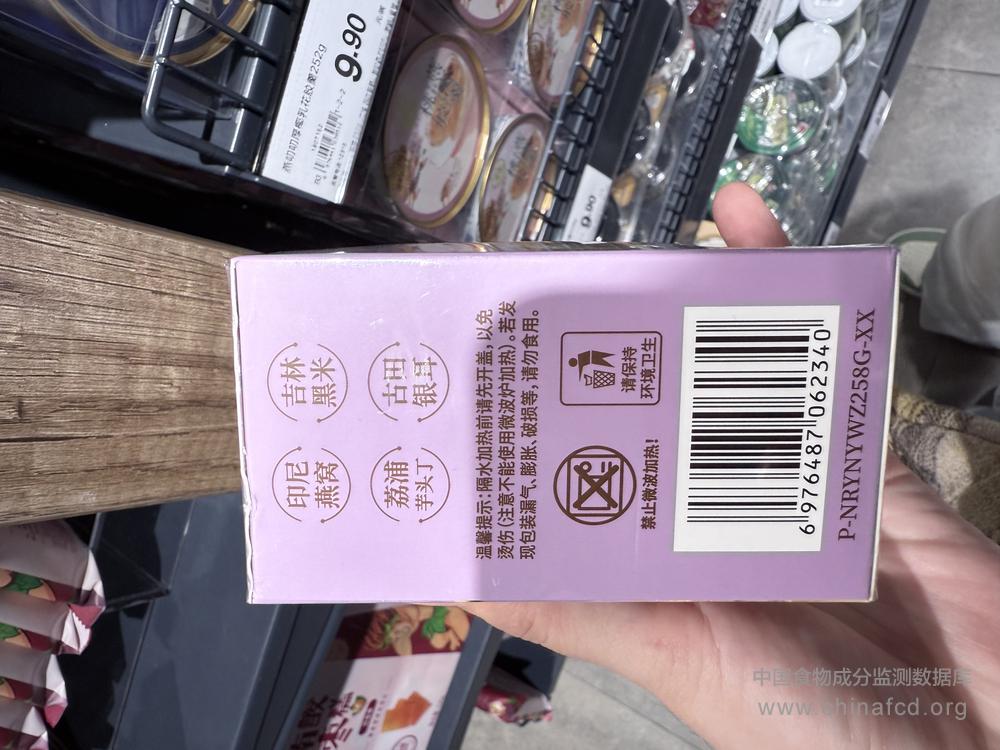 印尼
燕窝
吉林
黑米
荔浦
芋头丁
古田
银耳
温馨提示:隔水加热前请先开盖,以免
烫伤(注意不能使用微波炉加热)。若发
现包装漏气、膨胀、破损等,请勿食用。
禁止微波加热!
请保持
环境卫生
6 976487 062340
P-NRYNYWZ258G-XX
9.90
9.90
中国食物成分监测数据库
www.chinafcd.org